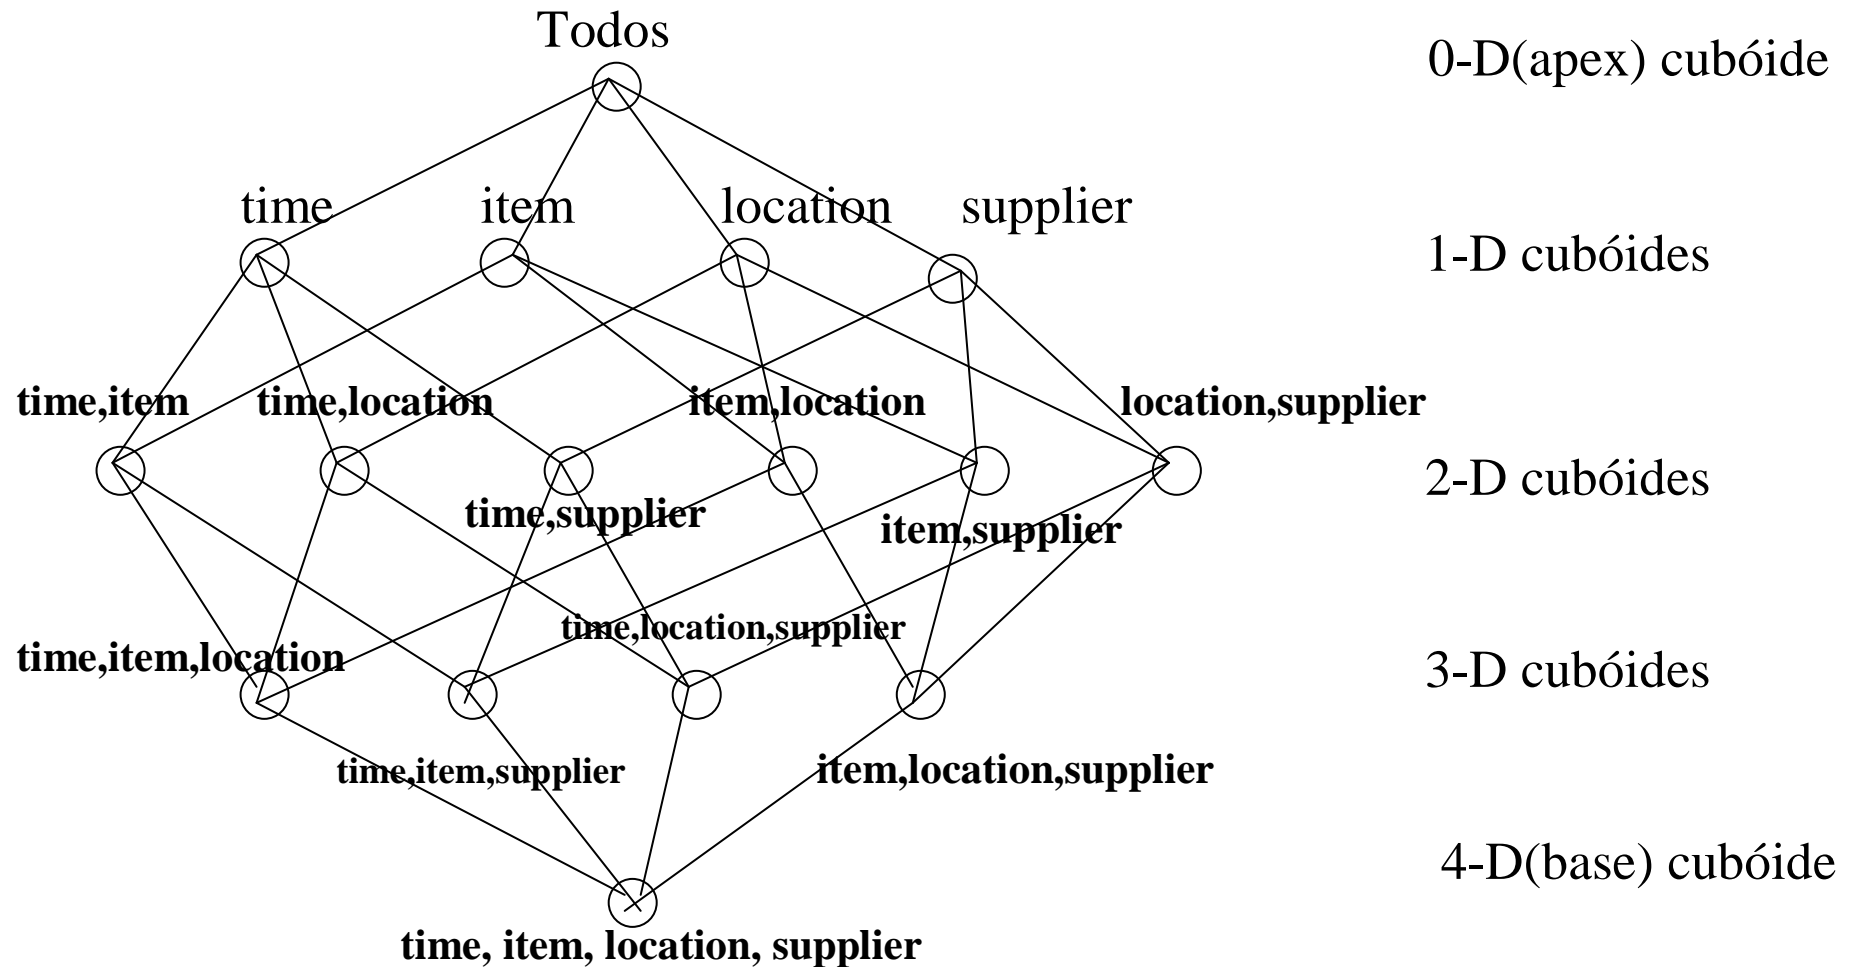 Todos
0-D(apex) cubóide
time
item
location
supplier
1-D cubóides
time,item
time,location
item,location
location,supplier
2-D cubóides
time,supplier
item,supplier
time,location,supplier
time,item,location
3-D cubóides
time,item,supplier
item,location,supplier
4-D(base) cubóide
time, item, location, supplier